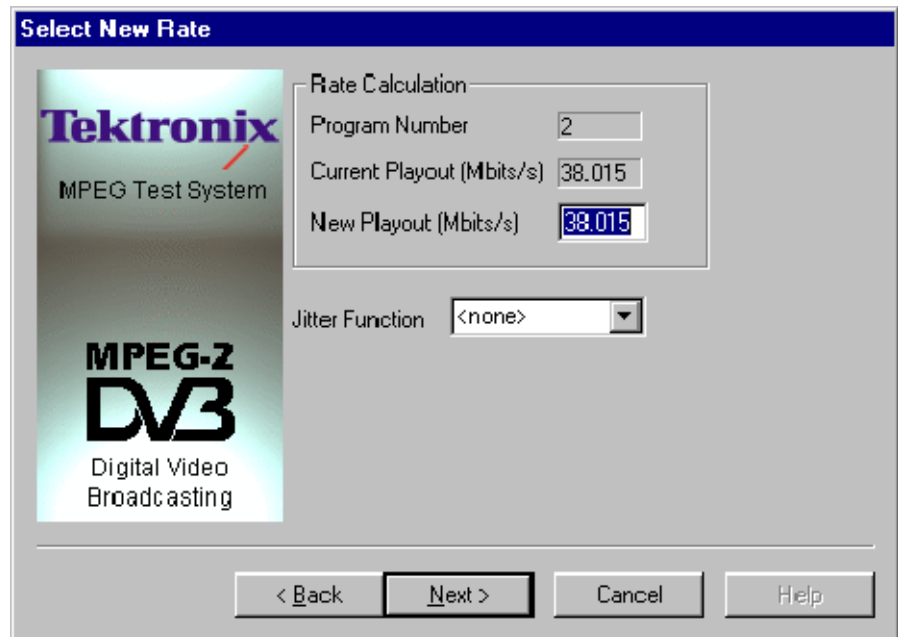 Select New Rate
Tektronix
MPEG Test System
MPEG-2
DVB
Digital Video
Broadcasting
Rate Calculation
Program Number 2
Current Playout (Mbits/s) 38.015
New Playout (Mbits/s) 38.015
Jitter Function <none>
< Back
Next >
Cancel
Help